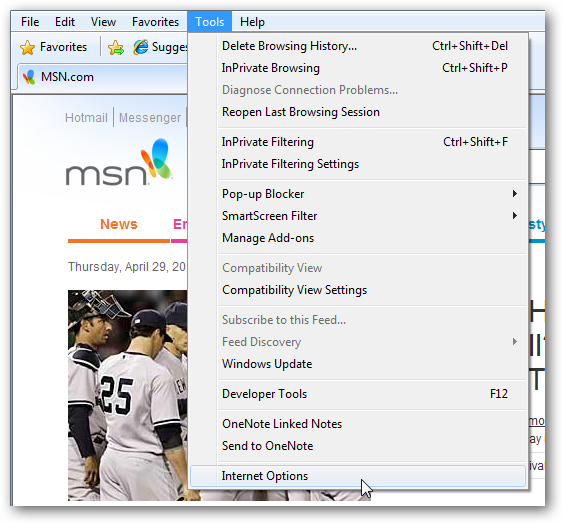 File Edit View Favorites Tools Help
Favorites Sugge
MSN.com
Delete Browsing History... Ctrl+Shift+Del
InPrivate Browsing Ctrl+Shift+P
Diagnose Connection Problems...
Reopen Last Browsing Session
InPrivate Filtering Ctrl+Shift+F
InPrivate Filtering Settings
Pop-up Blocker
SmartScreen Filter
Manage Add-ons
Compatibility View
Compatibility View Settings
Subscribe to this Feed...
Feed Discovery
Windows Update
Developer Tools F12
OneNote Linked Notes
Send to OneNote
Internet Options
Hotmail Messenger
msn
News En
Thursday, April 29, 20
25